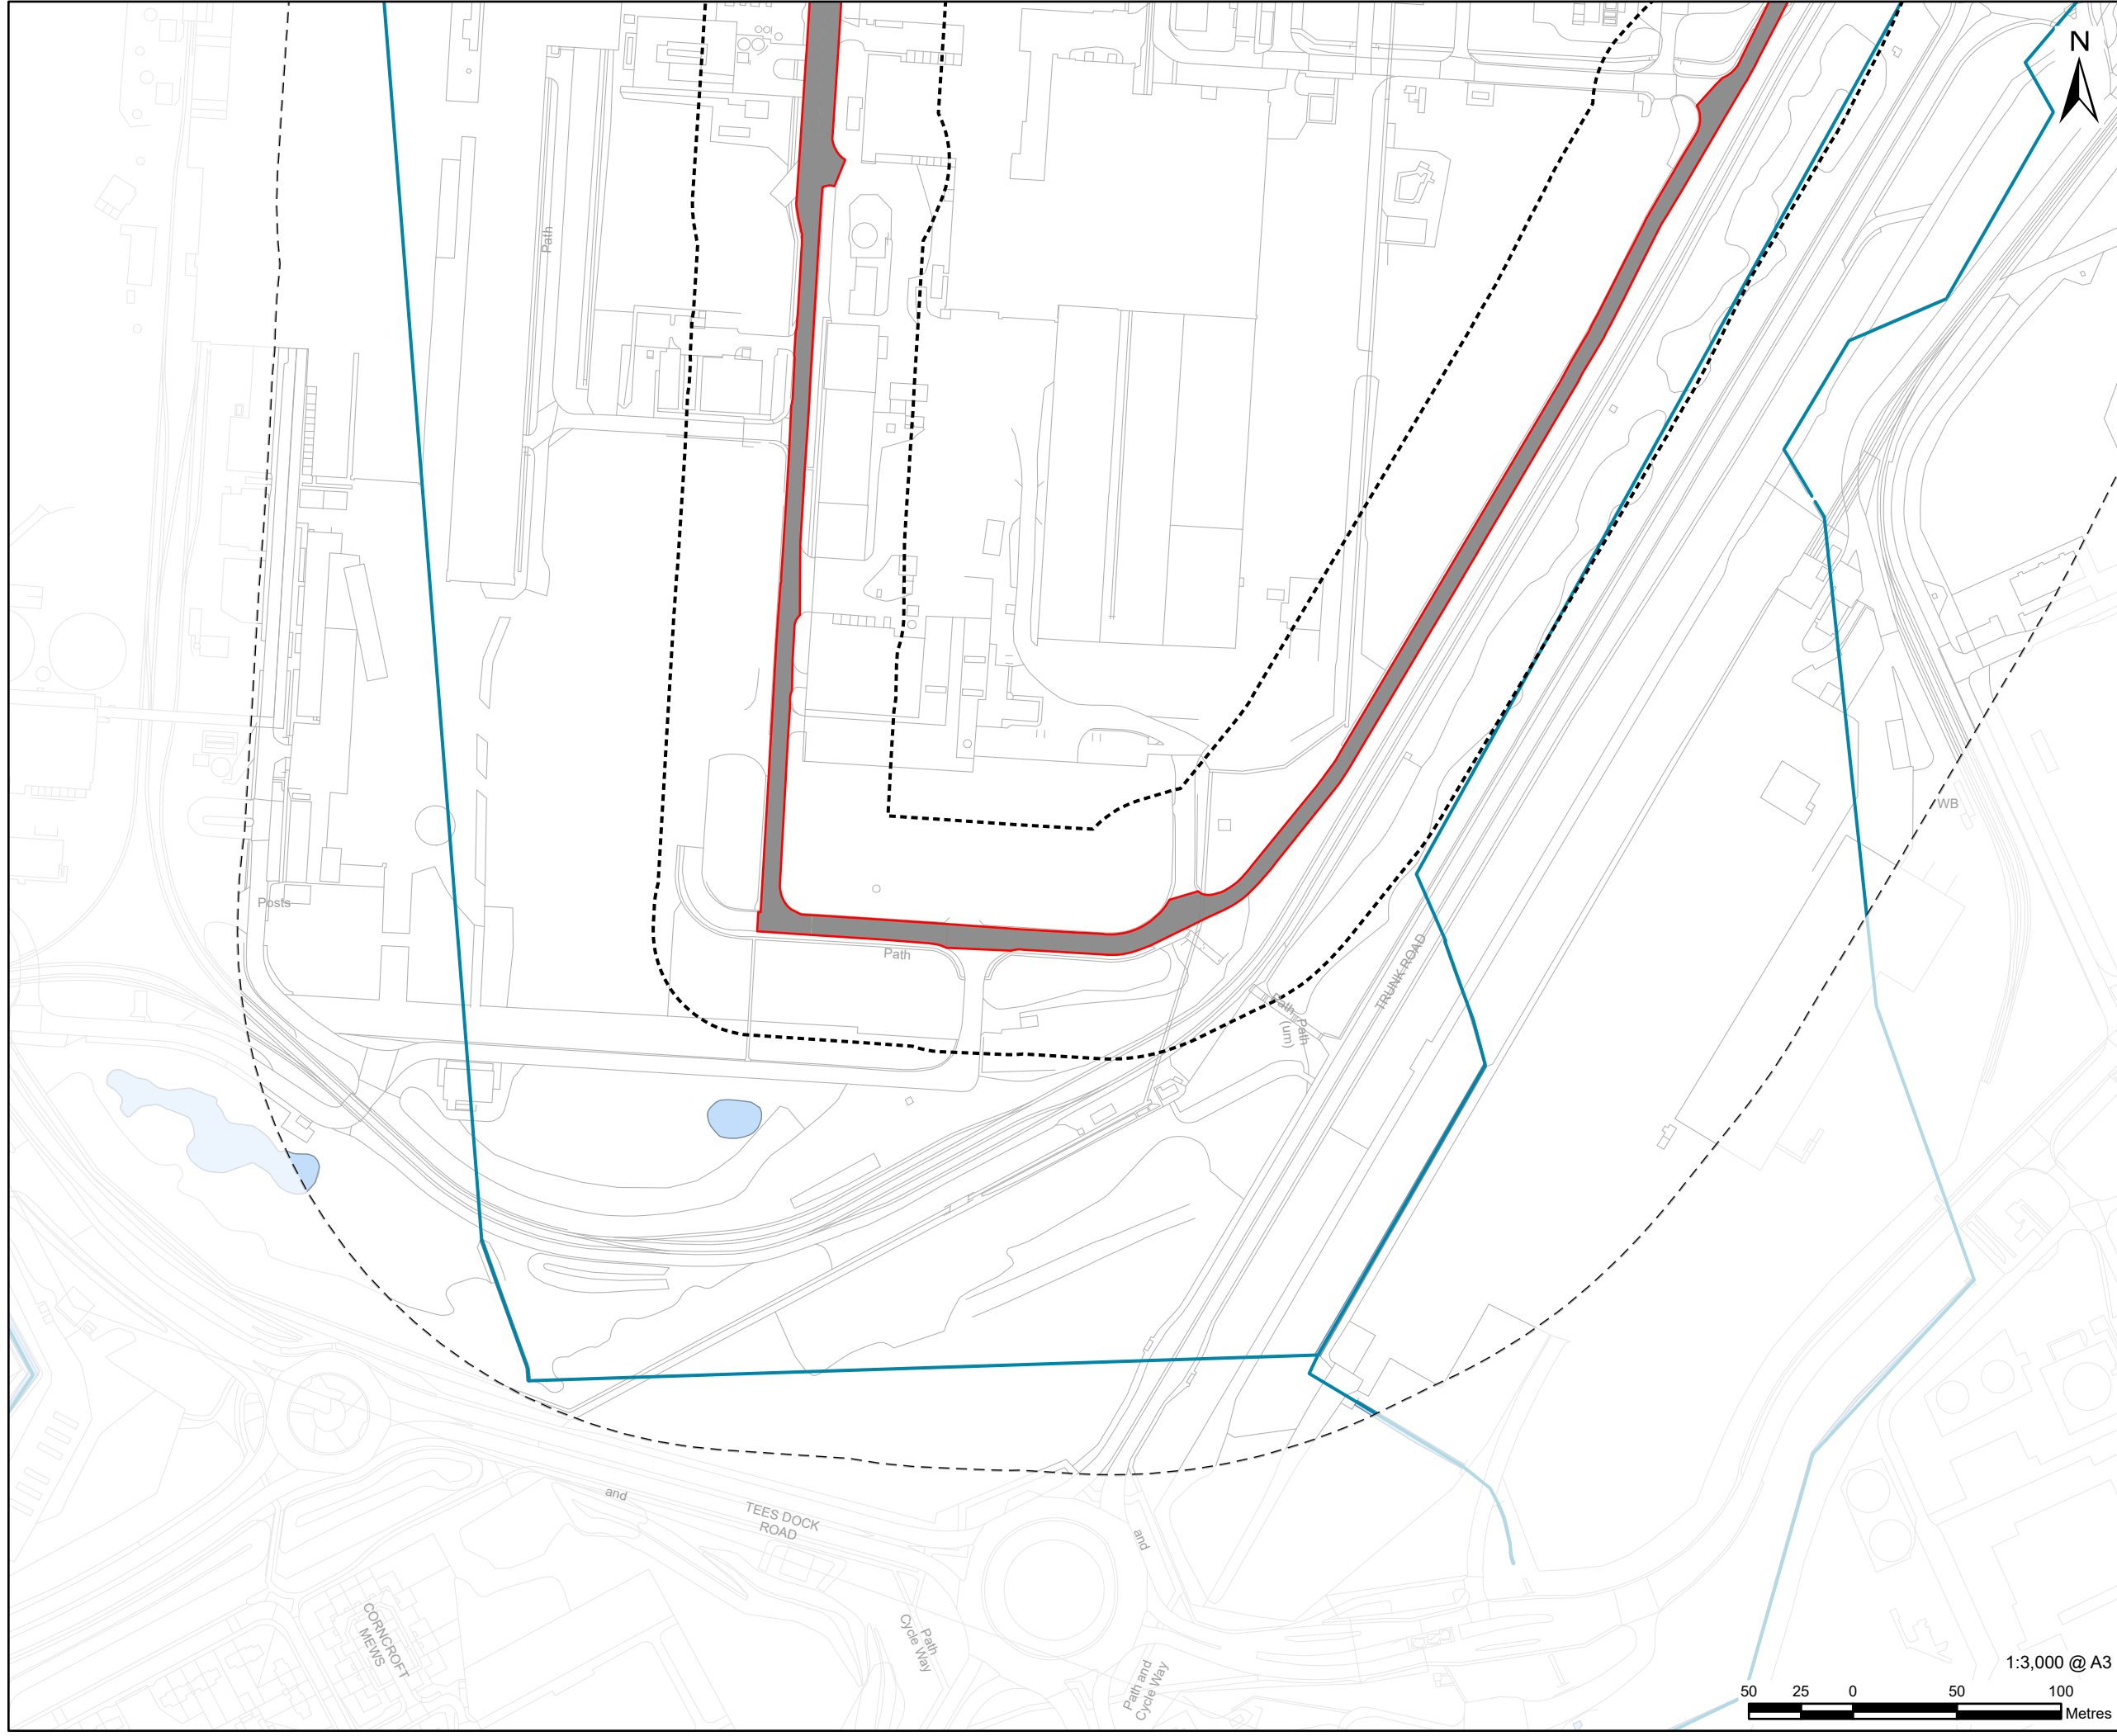 N
Path
WB
Posts
Path
TRUNK ROAD
Path
Path
(um)
and
TEES DOCK
ROAD
and
CORNCROFT
MEWS
Path
Cycle Way
Path and
Cycle Way
1:3,000 @ A3
50 25 0 50 100
Metres